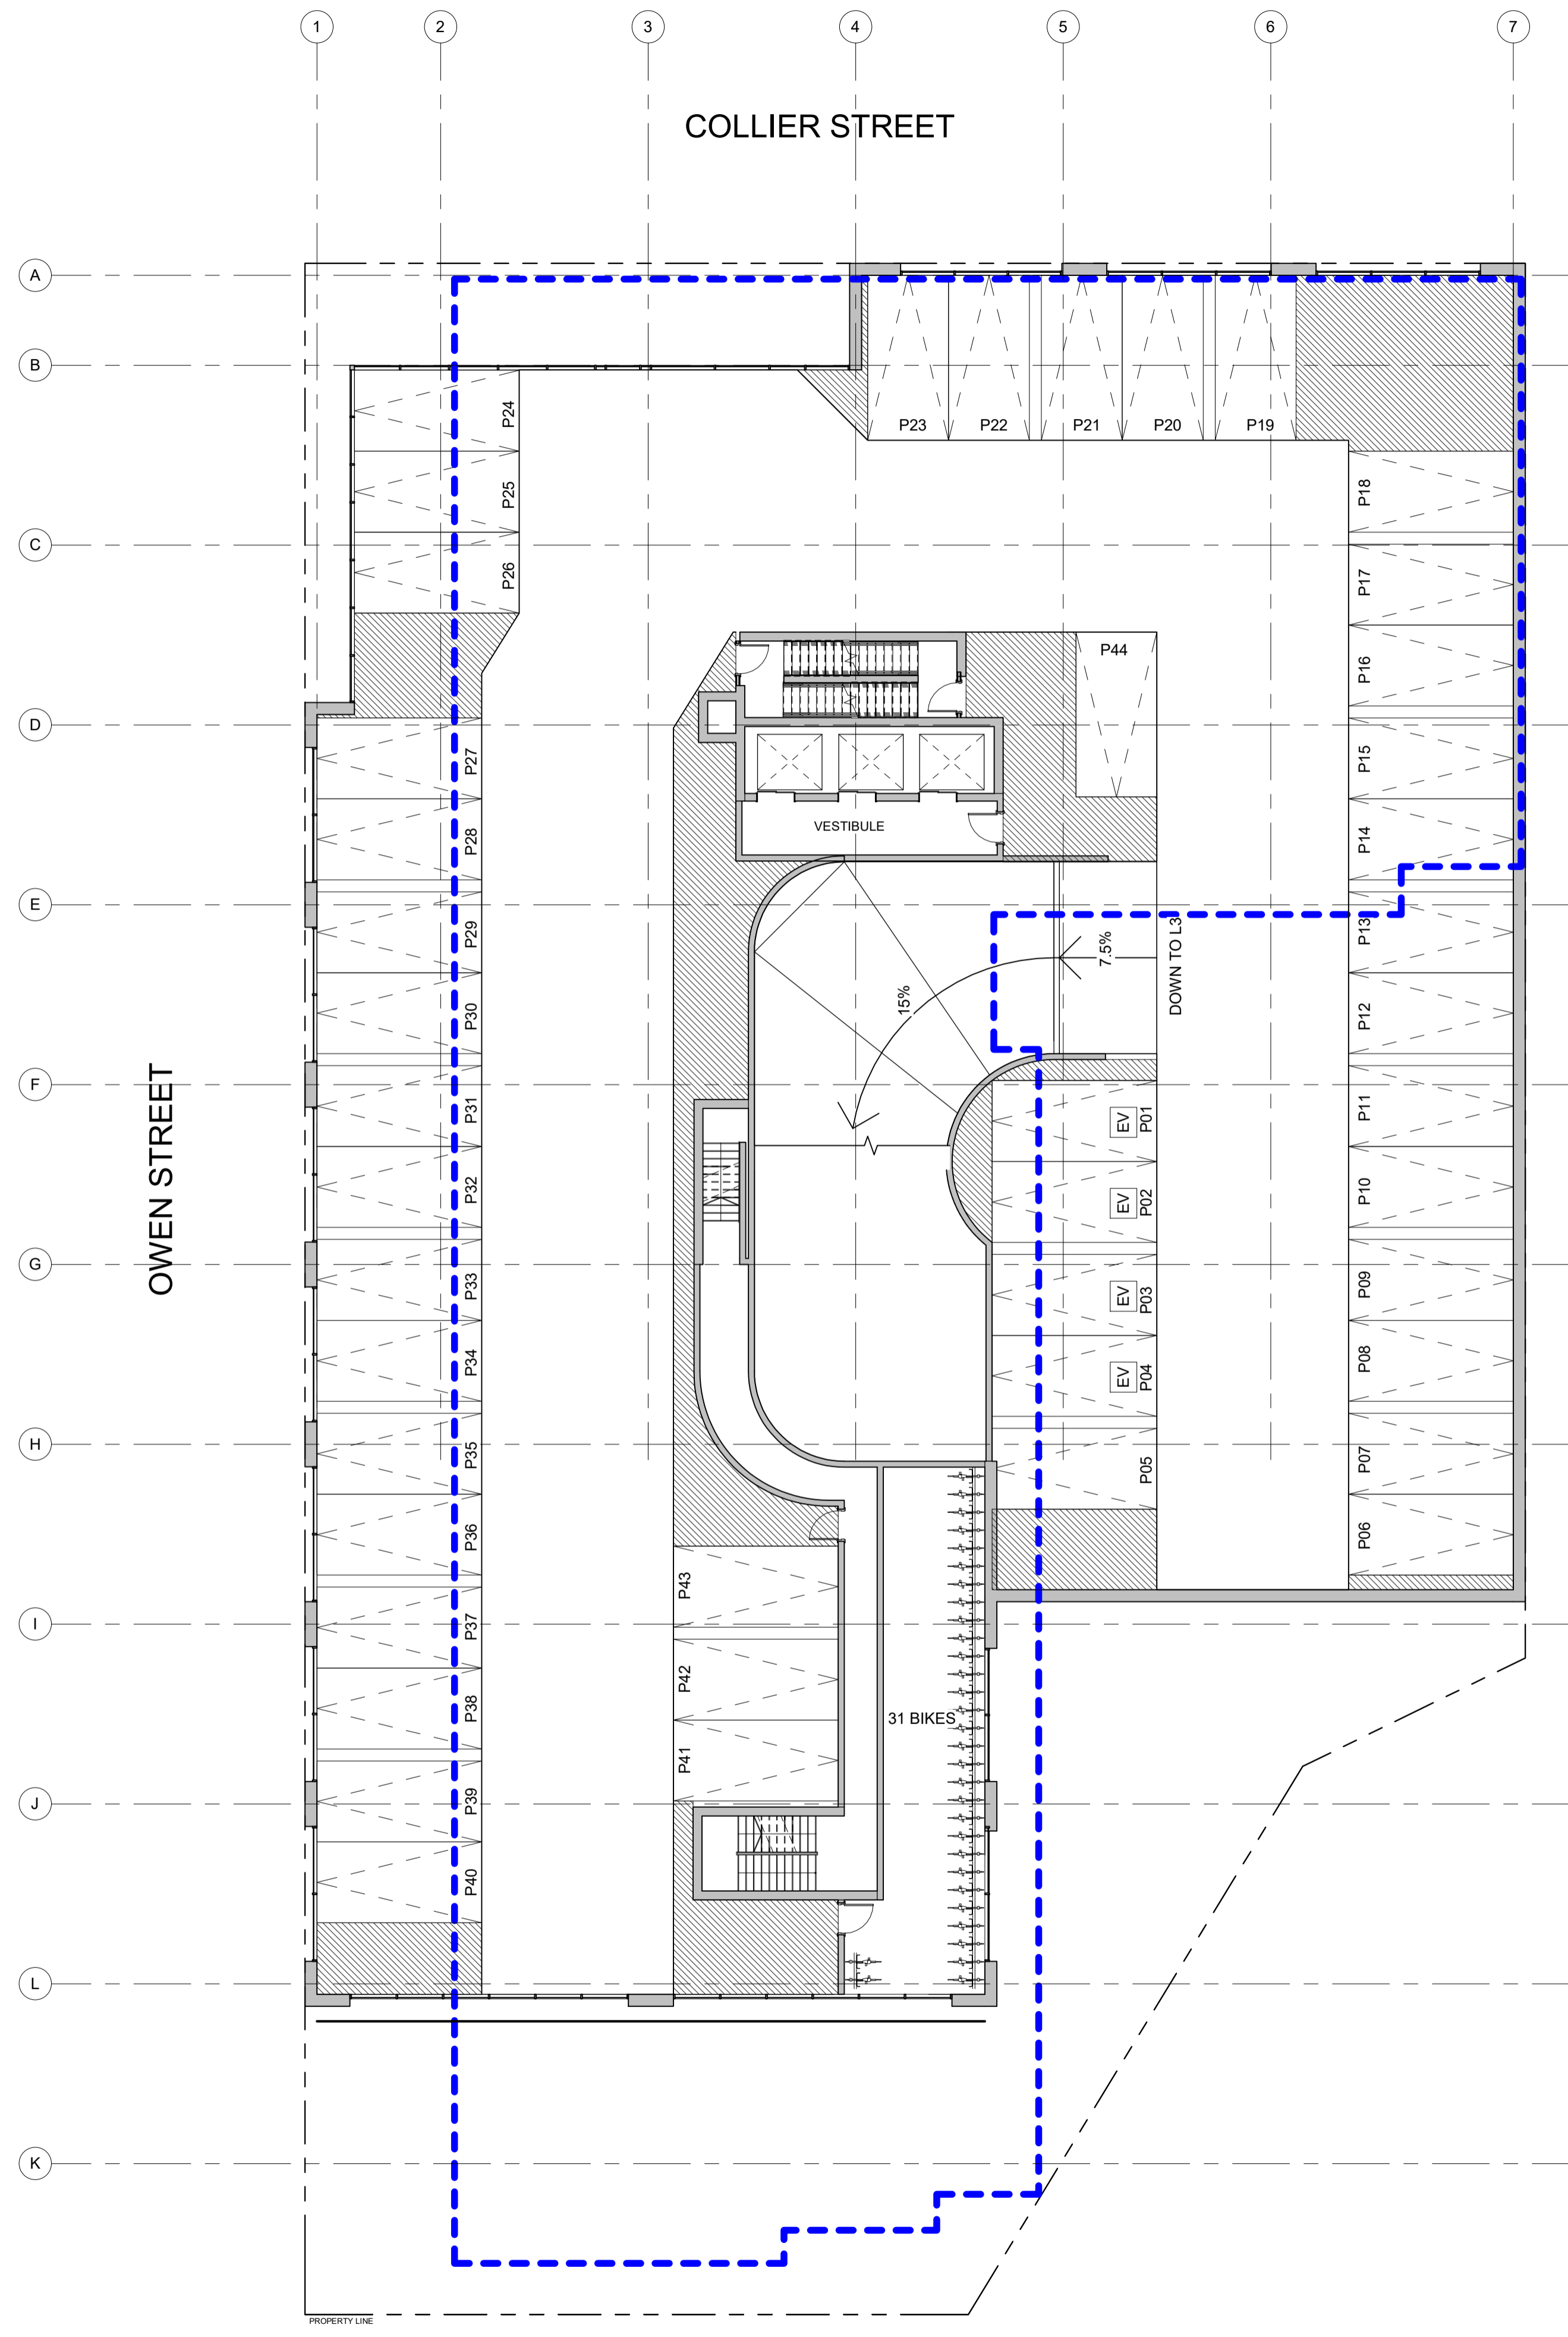 1
2
3
4
5
6
7
COLLIER STREET
A
B
P24
P23
P22
P21
P20
P19
P25
P18
C
P26
P17
P44
P16
D
P27
P15
VESTIBULE
P28
P14
E
P29
P13
7.5%
DOWN TO L3
15%
P30
P12
F
OWEN STREET
P31
EV
P01
P11
P32
EV
P02
P10
G
P33
EV
P03
P09
P34
EV
P04
P08
H
P35
P05
P07
P36
P06
P43
I
P37
P42
P38
31 BIKES
P41
J
P39
P40
L
K
PROPERTY LINE